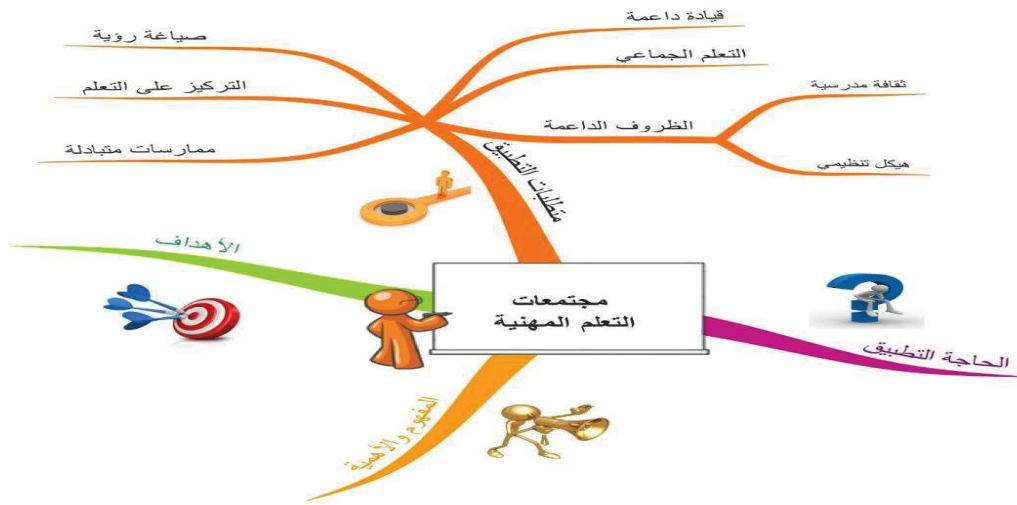 قيادة داعمة
صياغة رؤية
التعلم الجماعي
التركيز على التعلم
ثقافة مدرسية
الظروف الداعمة
ممارسات متبادلة
هيكل تنظيمي
متطلبات التطبيق
الأهداف
مجتمعات
التعلم المهنية
الحاجة التطبيق
المفهوم والأهمية